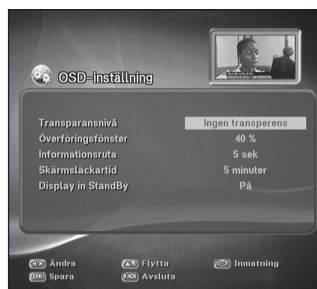 OSD-inställning
Transparansnivå Ingen transperens
Överföringsfönster 40 %
Informationsruta 5 sek
Skärmsläckartid 5 minuter
Display in StandBy På
Ändra Flytta Inmatning
OK Spara Avsluta